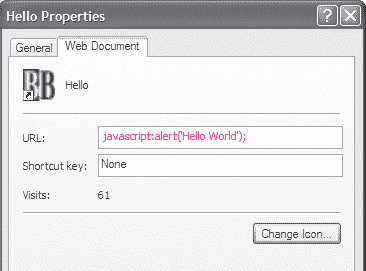 Hello Properties
General Web Document
RB Hello
URL: javascript:alert('Hello World');
Shortcut key: None
Visits: 61
Change Icon...